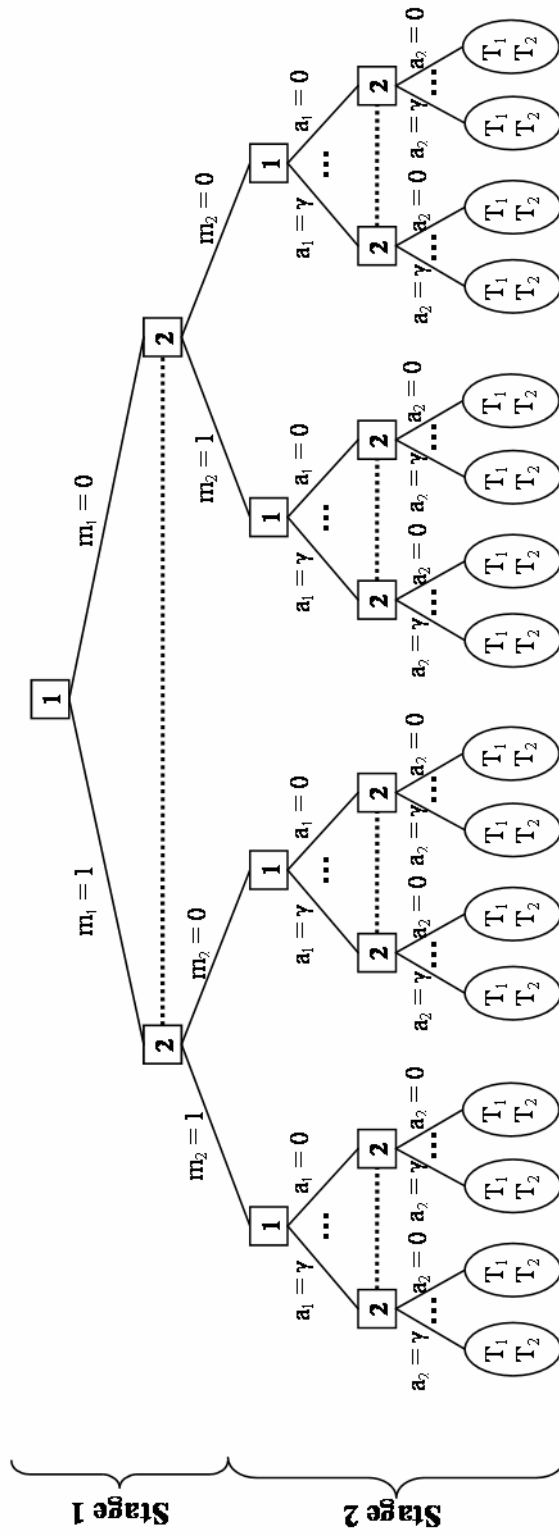 Stage 1
1
m₁ = 1 m₁ = 0
2 2
m₂ = 1 m₂ = 0 m₂ = 1 m₂ = 0
Stage 2
1 1 1 1
a₁ = γ a₁ = 0 a₁ = γ a₁ = 0 a₁ = γ a₁ = 0 a₁ = γ a₁ = 0
... ... ... ...
2 2 2 2 2 2 2 2
a₂ = γ a₂ = 0 a₂ = γ a₂ = 0 a₂ = γ a₂ = 0 a₂ = γ a₂ = 0 a₂ = γ a₂ = 0 a₂ = γ a₂ = 0 a₂ = γ a₂ = 0 a₂ = γ a₂ = 0
... ... ... ... ... ... ... ...
T₁ T₁ T₁ T₁ T₁ T₁ T₁ T₁ T₁ T₁ T₁ T₁ T₁ T₁ T₁ T₁
T₂ T₂ T₂ T₂ T₂ T₂ T₂ T₂ T₂ T₂ T₂ T₂ T₂ T₂ T₂ T₂